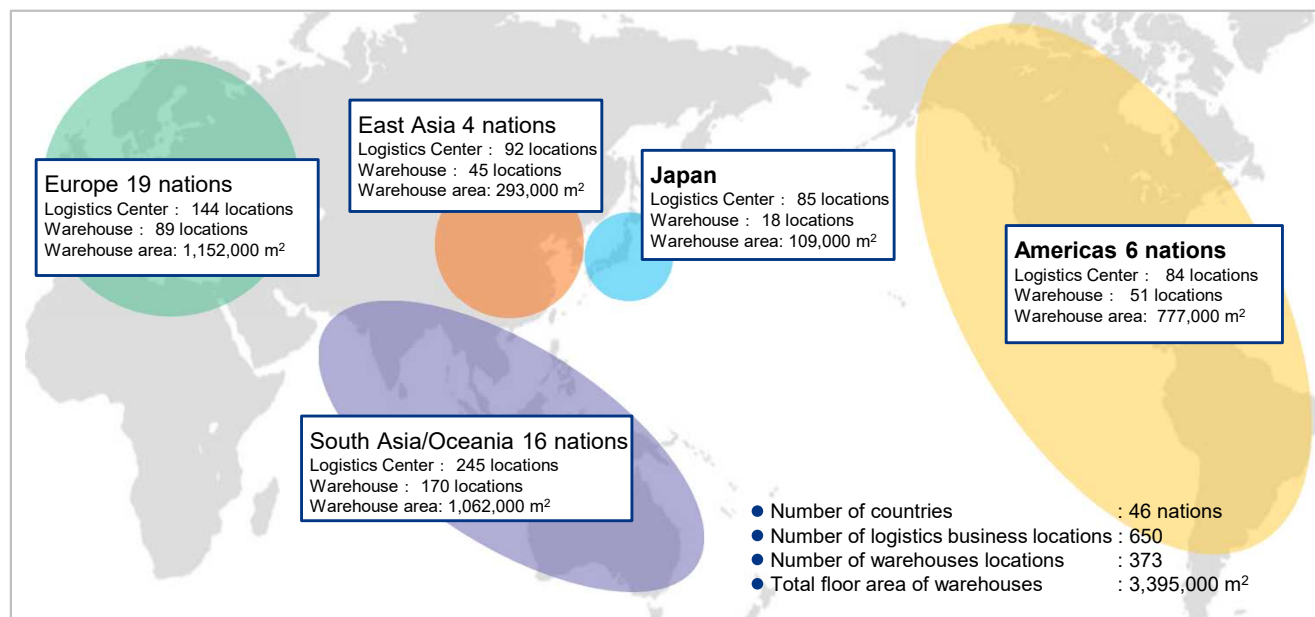 Europe 19 nations
Logistics Center : 144 locations
Warehouse : 89 locations
Warehouse area: 1,152,000 m²
East Asia 4 nations
Logistics Center : 92 locations
Warehouse : 45 locations
Warehouse area: 293,000 m²
Japan
Logistics Center : 85 locations
Warehouse : 18 locations
Warehouse area: 109,000 m²
Americas 6 nations
Logistics Center : 84 locations
Warehouse : 51 locations
Warehouse area: 777,000 m²
South Asia/Oceania 16 nations
Logistics Center : 245 locations
Warehouse : 170 locations
Warehouse area: 1,062,000 m²
● Number of countries : 46 nations
● Number of logistics business locations : 650
● Number of warehouses locations : 373
● Total floor area of warehouses : 3,395,000 m²